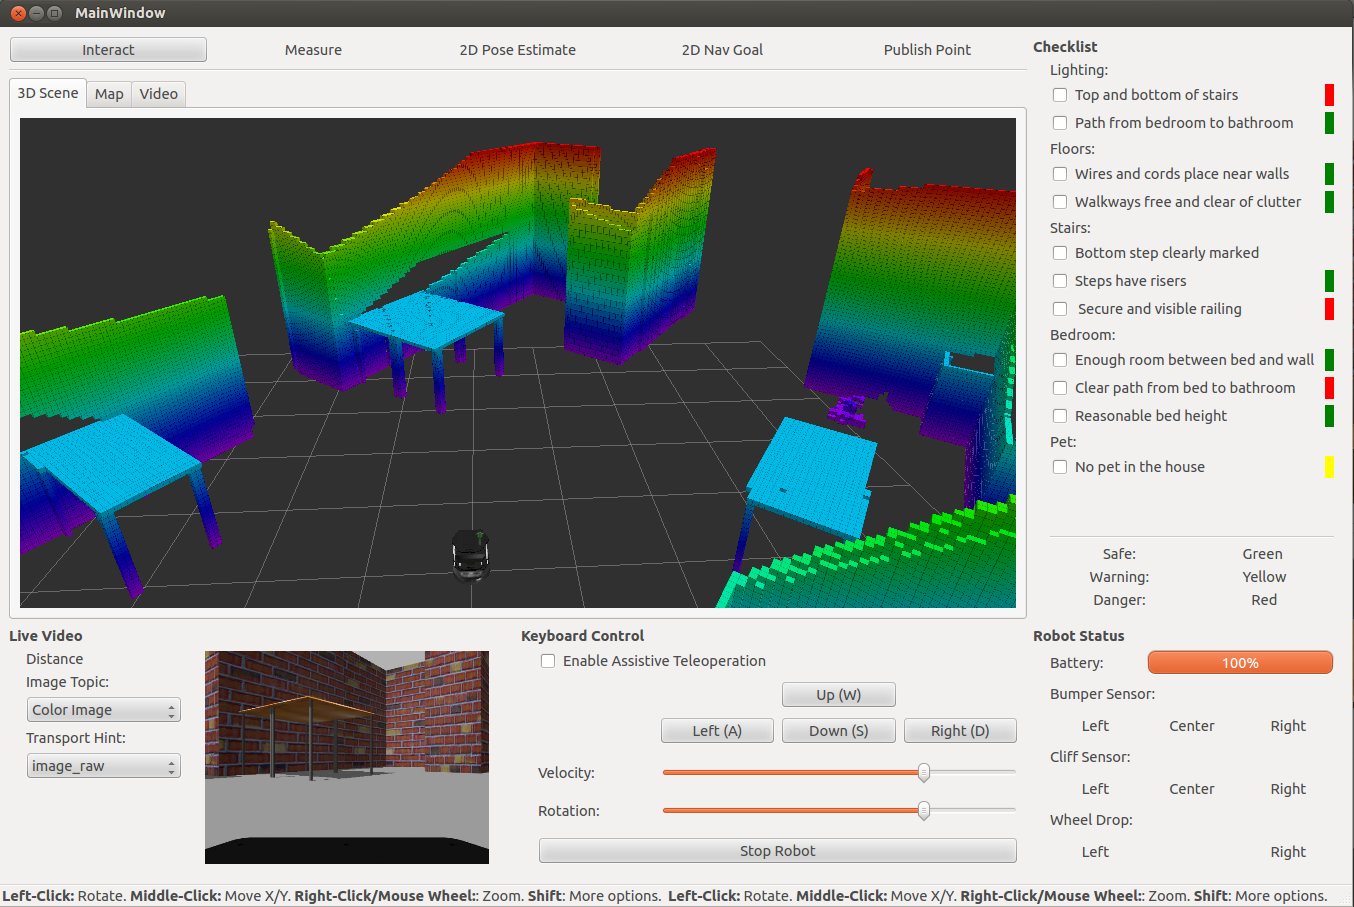 MainWindow
Interact Measure 2D Pose Estimate 2D Nav Goal Publish Point
3D Scene Map Video
Checklist
Lighting:
Top and bottom of stairs
Path from bedroom to bathroom
Floors:
Wires and cords place near walls
Walkways free and clear of clutter
Stairs:
Bottom step clearly marked
Steps have risers
Secure and visible railing
Bedroom:
Enough room between bed and wall
Clear path from bed to bathroom
Reasonable bed height
Pet:
No pet in the house
Safe: Green
Warning: Yellow
Danger: Red
Live Video
Distance
Image Topic:
Color Image
Transport Hint:
image_raw
Keyboard Control
Enable Assistive Teleoperation
Up (W)
Left (A) Down (S) Right (D)
Velocity:
Rotation:
Stop Robot
Robot Status
Battery: 100%
Bumper Sensor:
Left Center Right
Cliff Sensor:
Left Center Right
Wheel Drop:
Left Right
Left-Click: Rotate. Middle-Click: Move X/Y. Right-Click/Mouse Wheel:: Zoom. Shift: More options. Left-Click: Rotate. Middle-Click: Move X/Y. Right-Click/Mouse Wheel:: Zoom. Shift: More options.